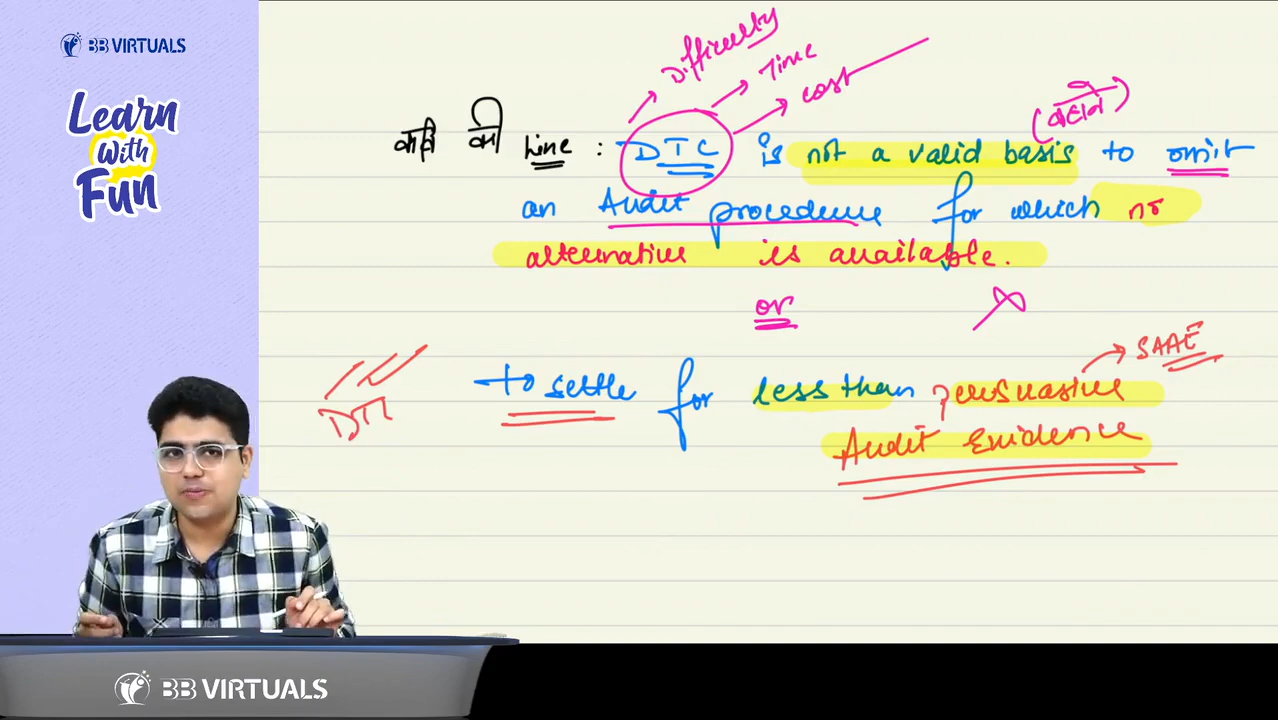 BB VIRTUALS
Learn
With
Fun
Difficulty
Time
Cost
Line : DTC is not a valid basis to omit
an Audit procedure for which no
alternative is available.
or
to settle for less than persuasive
SAAE
Audit Evidence
BB VIRTUALS